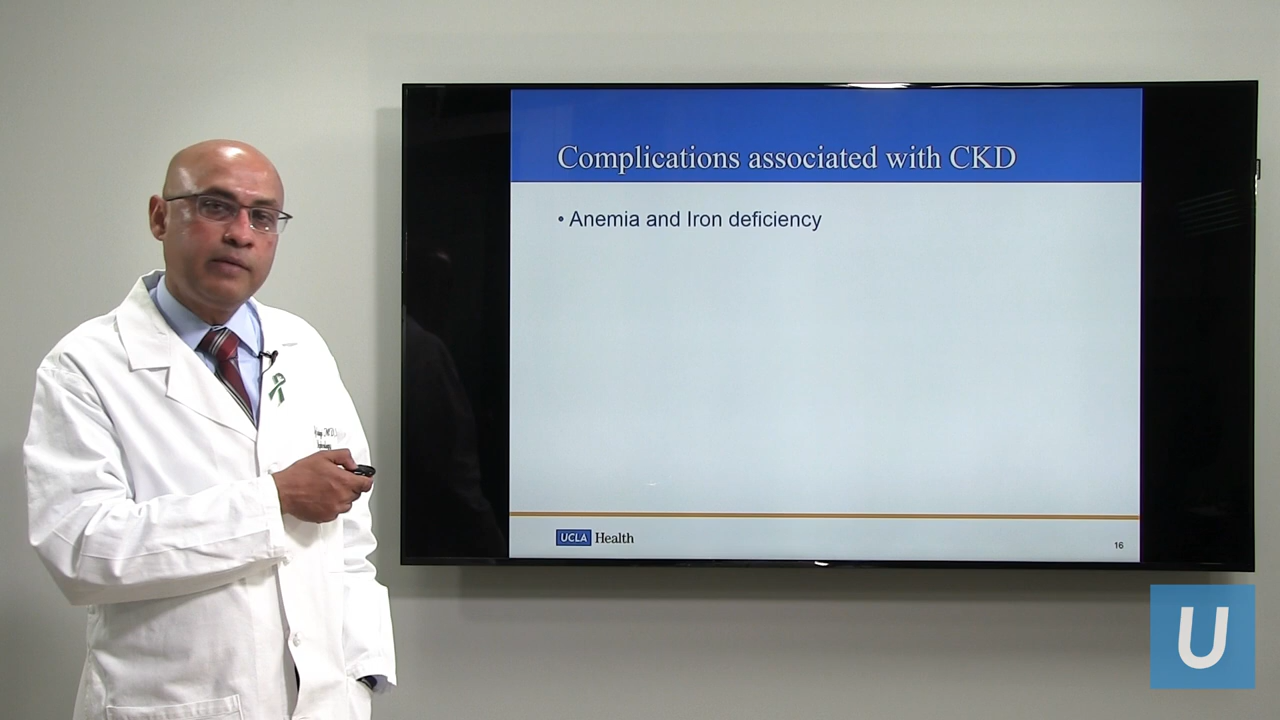 Complications associated with CKD
• Anemia and Iron deficiency
UCLA Health
16
M.D.
U